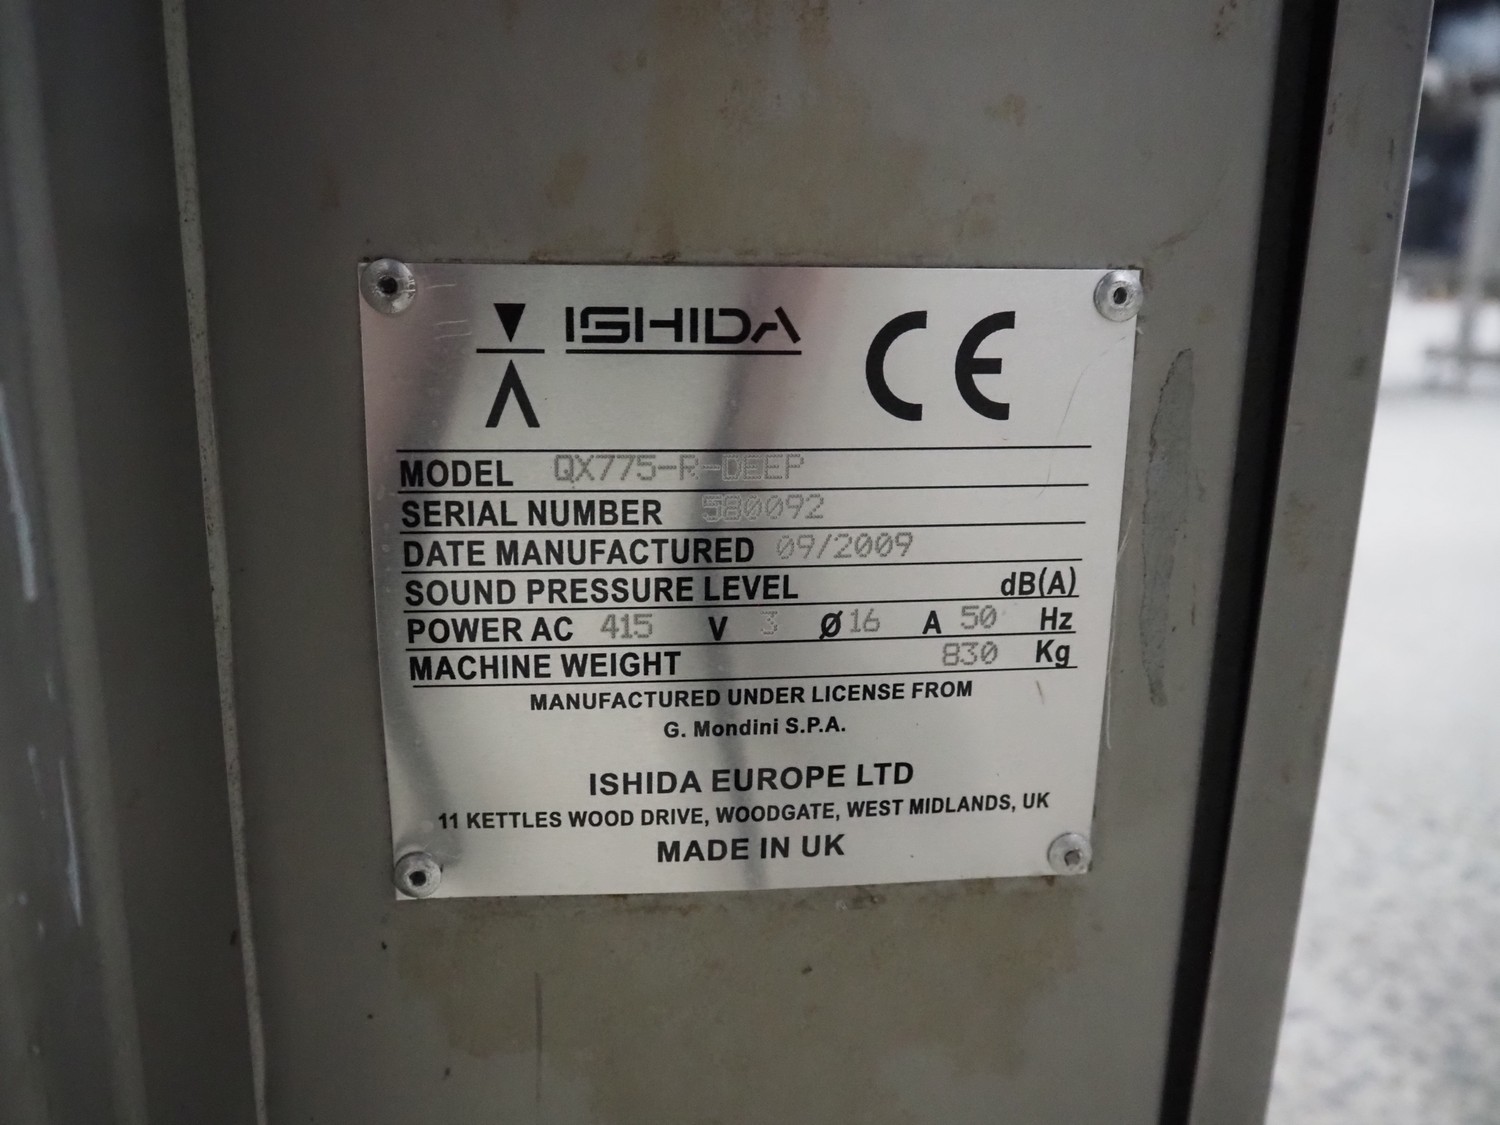 ISHIDA CE
MODEL QX775-R-DEEP
SERIAL NUMBER 580092
DATE MANUFACTURED 09/2009
SOUND PRESSURE LEVEL dB(A)
POWER AC 415 V 3 Ø 16 A 50 Hz
MACHINE WEIGHT 830 Kg
MANUFACTURED UNDER LICENSE FROM
G. Mondini S.P.A.
ISHIDA EUROPE LTD
11 KETTLES WOOD DRIVE, WOODGATE, WEST MIDLANDS, UK
MADE IN UK